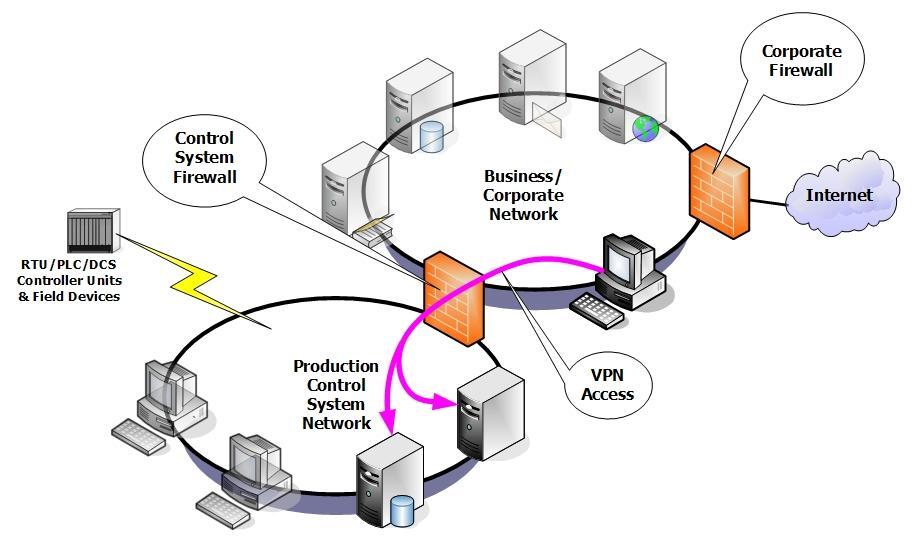 Corporate
Firewall
Control
System
Firewall
Business/
Corporate
Network
Internet
RTU/PLC/DCS
Controller Units
& Field Devices
Production
Control
System
Network
VPN
Access